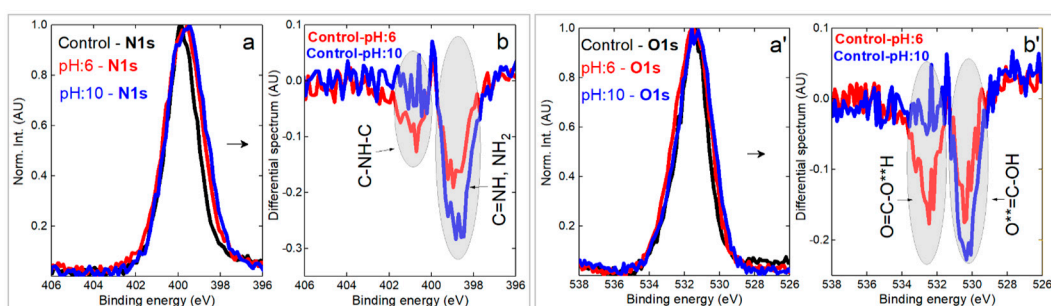 a
Control - N1s
pH:6 - N1s
pH:10 - N1s
Norm. Int. (AU)
1.0
0.8
0.6
0.4
0.2
406 404 402 400 398 396
Binding energy (eV)
b
Control-pH:6
Control-pH:10
C-NH-C
C=NH, NH2
Differential spectrum (AU)
0.0
-0.1
-0.2
-0.3
406 404 402 400 398 396
Binding energy (eV)
a'
Control - O1s
pH:6 - O1s
pH:10 - O1s
Norm. Int. (AU)
1.0
0.8
0.6
0.4
0.2
538 536 534 532 530 528 526
Binding energy (eV)
b'
Control-pH:6
Control-pH:10
O=C-O**H
O**=C-OH
Differential spectrum (AU)
0.1
0.0
-0.1
-0.2
538 536 534 532 530 528 526
Binding energy (eV)